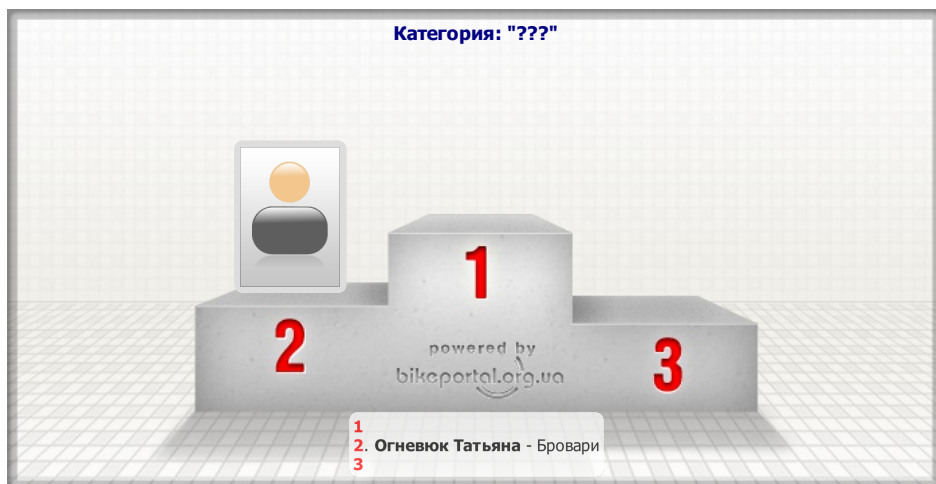 Категория: "???"
1
2
3
powered by
bikeportal.org.ua
1
2. Огневюк Татьяна - Бровари
3